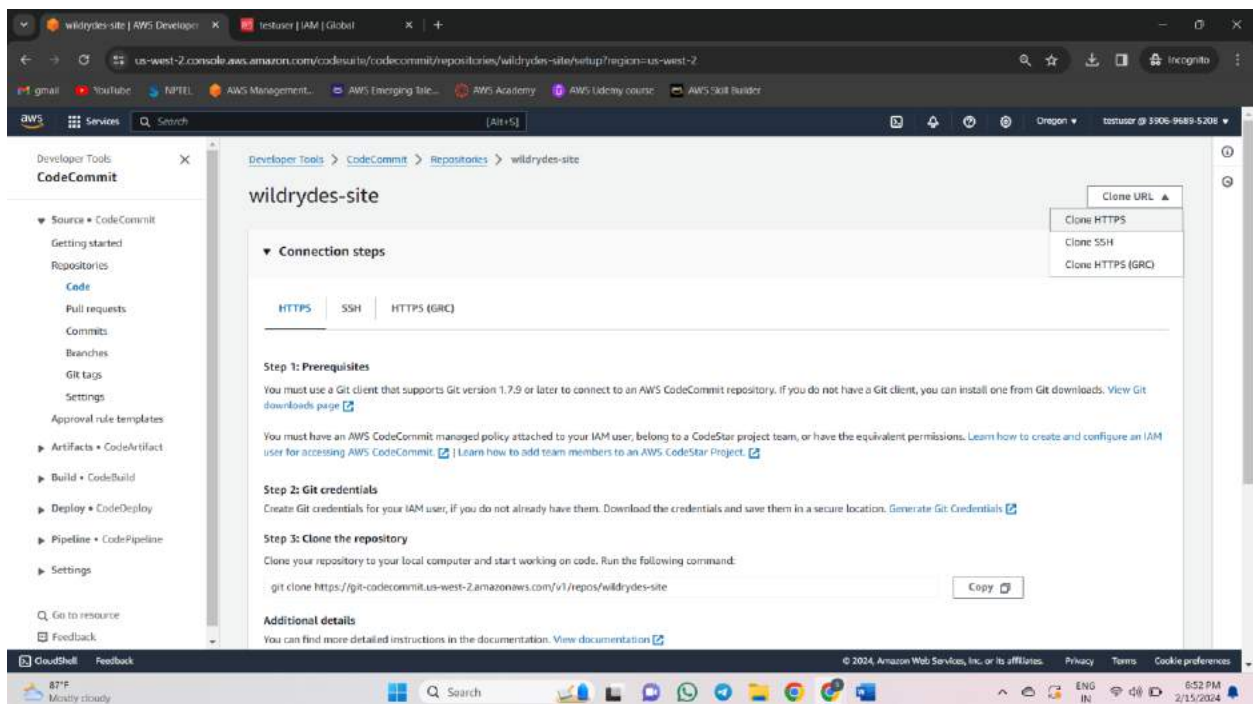 wildrydes-site | AWS Developer
testuser | IAM | Global
us-west-2.console.aws.amazon.com/codesuite/codecommit/repositories/wildrydes-site/setup?region=us-west-2
Incognito
gmail
YouTube
NPTEL
AWS Management...
AWS Emerging Tale...
AWS Academy
AWS Udemy course
AWS Skill Builder
aws
Services
Search
[Alt+S]
Oregon
testuser @ 3906-9689-5208
Developer Tools
CodeCommit
Source • CodeCommit
Getting started
Repositories
Code
Pull requests
Commits
Branches
Git tags
Settings
Approval rule templates
Artifacts • CodeArtifact
Build • CodeBuild
Deploy • CodeDeploy
Pipeline • CodePipeline
Settings
Go to resource
Feedback
Developer Tools > CodeCommit > Repositories > wildrydes-site
wildrydes-site
Clone URL
Clone HTTPS
Clone SSH
Clone HTTPS (GRC)
Connection steps
HTTPS
SSH
HTTPS (GRC)
Step 1: Prerequisites
You must use a Git client that supports Git version 1.7.9 or later to connect to an AWS CodeCommit repository. If you do not have a Git client, you can install one from Git downloads. View Git
downloads page
You must have an AWS CodeCommit managed policy attached to your IAM user, belong to a CodeStar project team, or have the equivalent permissions. Learn how to create and configure an IAM
user for accessing AWS CodeCommit. | Learn how to add team members to an AWS CodeStar Project.
Step 2: Git credentials
Create Git credentials for your IAM user, if you do not already have them. Download the credentials and save them in a secure location. Generate Git Credentials
Step 3: Clone the repository
Clone your repository to your local computer and start working on code. Run the following command:
git clone https://git-codecommit.us-west-2.amazonaws.com/v1/repos/wildrydes-site
Copy
Additional details
You can find more detailed instructions in the documentation. View documentation
CloudShell
Feedback
© 2024, Amazon Web Services, Inc. or its affiliates.
Privacy
Terms
Cookie preferences
87°F
Mostly cloudy
Search
ENG
IN
6:52 PM
2/15/2024